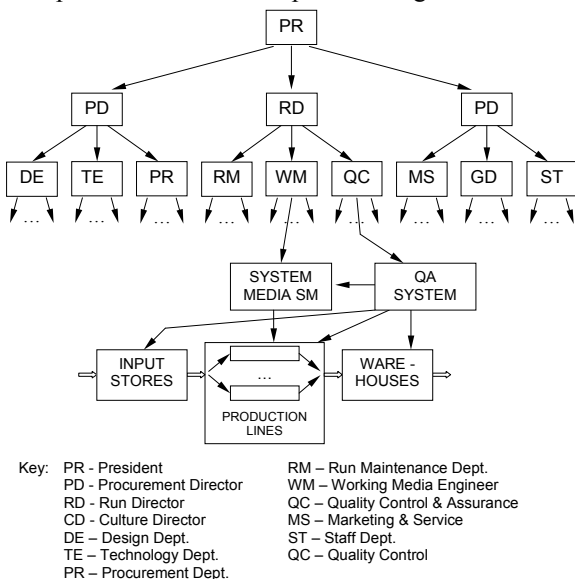 PR
PD RD PD
DE TE PR RM WM QC MS GD ST
... ... ... ... ... ... ... ... ...
SYSTEM
MEDIA SM
QA
SYSTEM
INPUT
STORES
...
PRODUCTION
LINES
WARE -
HOUSES
Key: PR - President
PD - Procurement Director
RD - Run Director
CD - Culture Director
DE – Design Dept.
TE – Technology Dept.
PR – Procurement Dept.
RM – Run Maintenance Dept.
WM – Working Media Engineer
QC – Quality Control & Assurance
MS – Marketing & Service
ST – Staff Dept.
QC – Quality Control